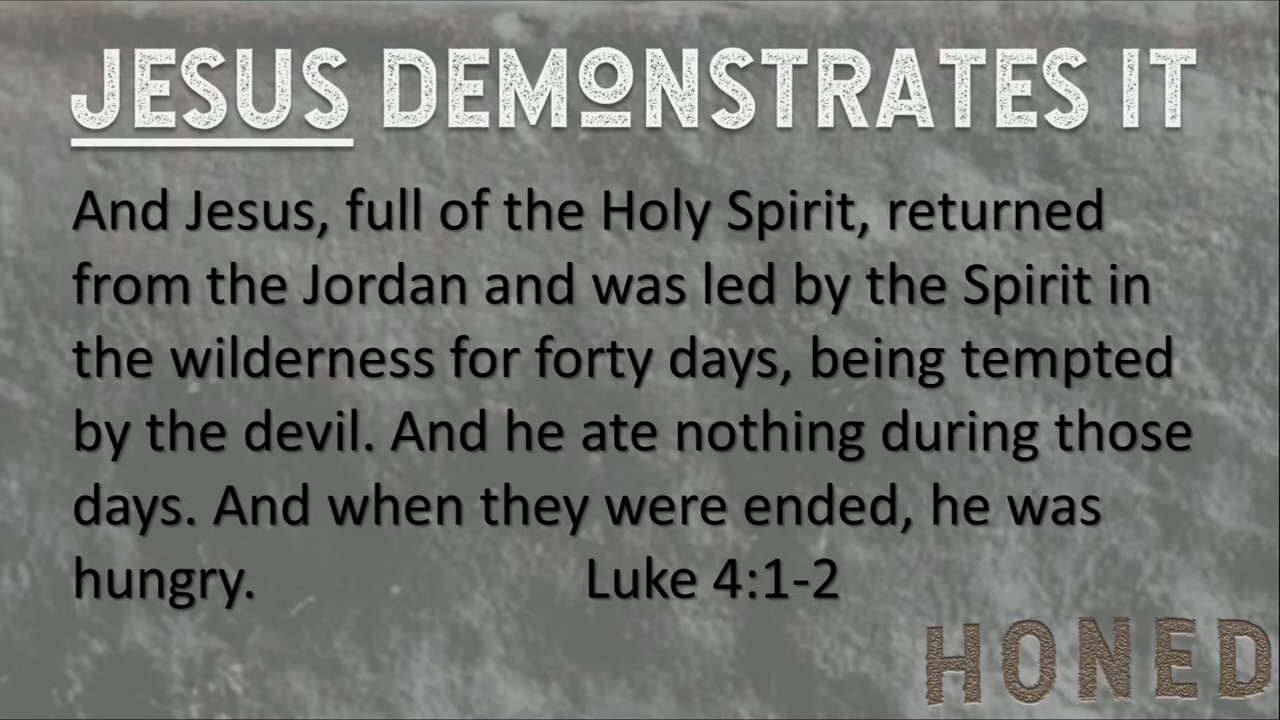 JESUS DEMONSTRATES IT
And Jesus, full of the Holy Spirit, returned
from the Jordan and was led by the Spirit in
the wilderness for forty days, being tempted
by the devil. And he ate nothing during those
days. And when they were ended, he was
hungry. Luke 4:1-2
HONED